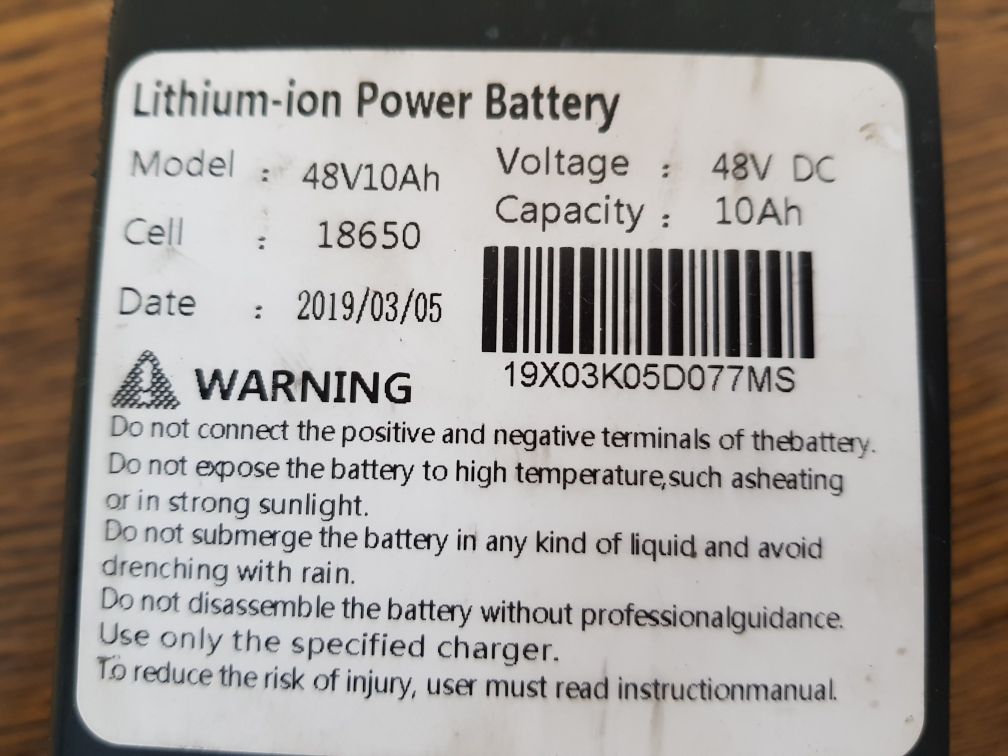 Lithium-ion Power Battery
Model : 48V10Ah
Voltage : 48V DC
Cell : 18650
Capacity : 10Ah
Date : 2019/03/05
19X03K05D077MS
WARNING
Do not connect the positive and negative terminals of thebattery.
Do not expose the battery to high temperature,such asheating
or in strong sunlight.
Do not submerge the battery in any kind of liquid and avoid
drenching with rain.
Do not disassemble the battery without professionalguidance.
Use only the specified charger.
To reduce the risk of injury, user must read instructionmanual.